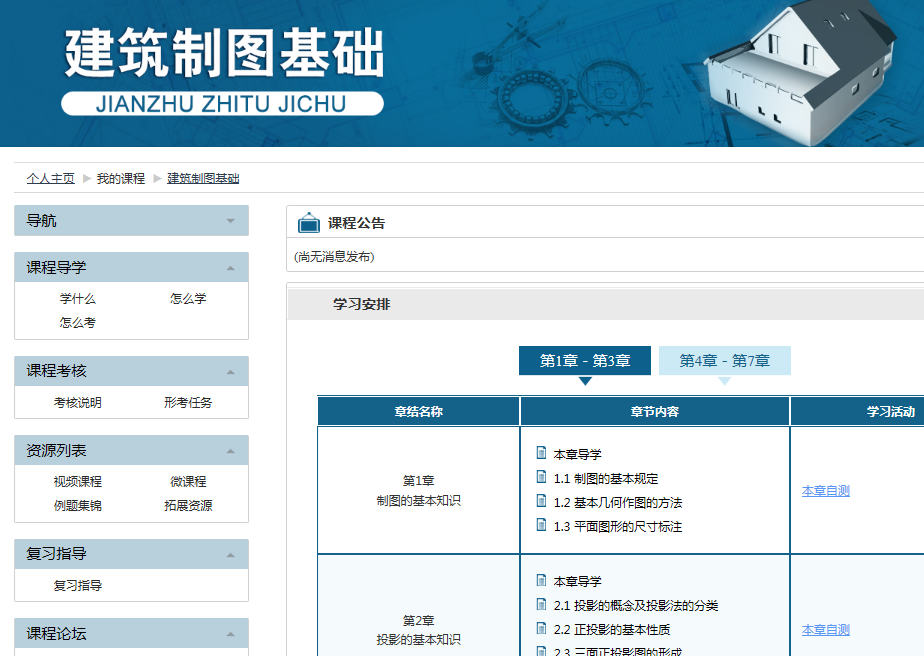 建筑制图基础
JIANZHU ZHITU JICHU
个人主页 我的课程 建筑制图基础
导航
课程导学
学什么 怎么学
怎么考
课程考核
考核说明 形考任务
资源列表
视频课程 微课程
例题集锦 拓展资源
复习指导
复习指导
课程论坛
课程公告
(尚无消息发布)
学习安排
第1章 - 第3章 第4章 - 第7章
章结名称 章节内容 学习活动
第1章
制图的基本知识
本章导学
1.1 制图的基本规定
1.2 基本几何作图的方法
1.3 平面图形的尺寸标注
本章自测
第2章
投影的基本知识
本章导学
2.1 投影的概念及投影法的分类
2.2 正投影的基本性质
2.3 三面正投影图的形成
本章自测